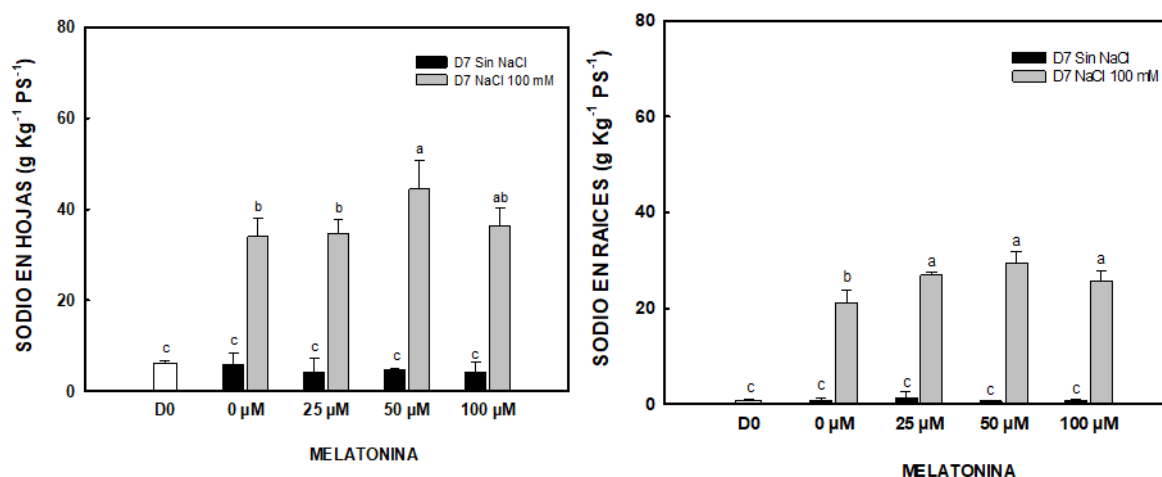 SODIO EN HOJAS (g Kg⁻¹ PS⁻¹)
80
60
40
20
0
D7 Sin NaCl
D7 NaCl 100 mM
c
c
b
c
b
c
a
c
ab
D0
0 µM
25 µM
50 µM
100 µM
MELATONINA
SODIO EN RAICES (g Kg⁻¹ PS⁻¹)
80
60
40
20
0
D7 Sin NaCl
D7 NaCl 100 mM
c
c
b
c
a
c
a
c
a
D0
0 µM
25 µM
50 µM
100 µM
MELATONINA